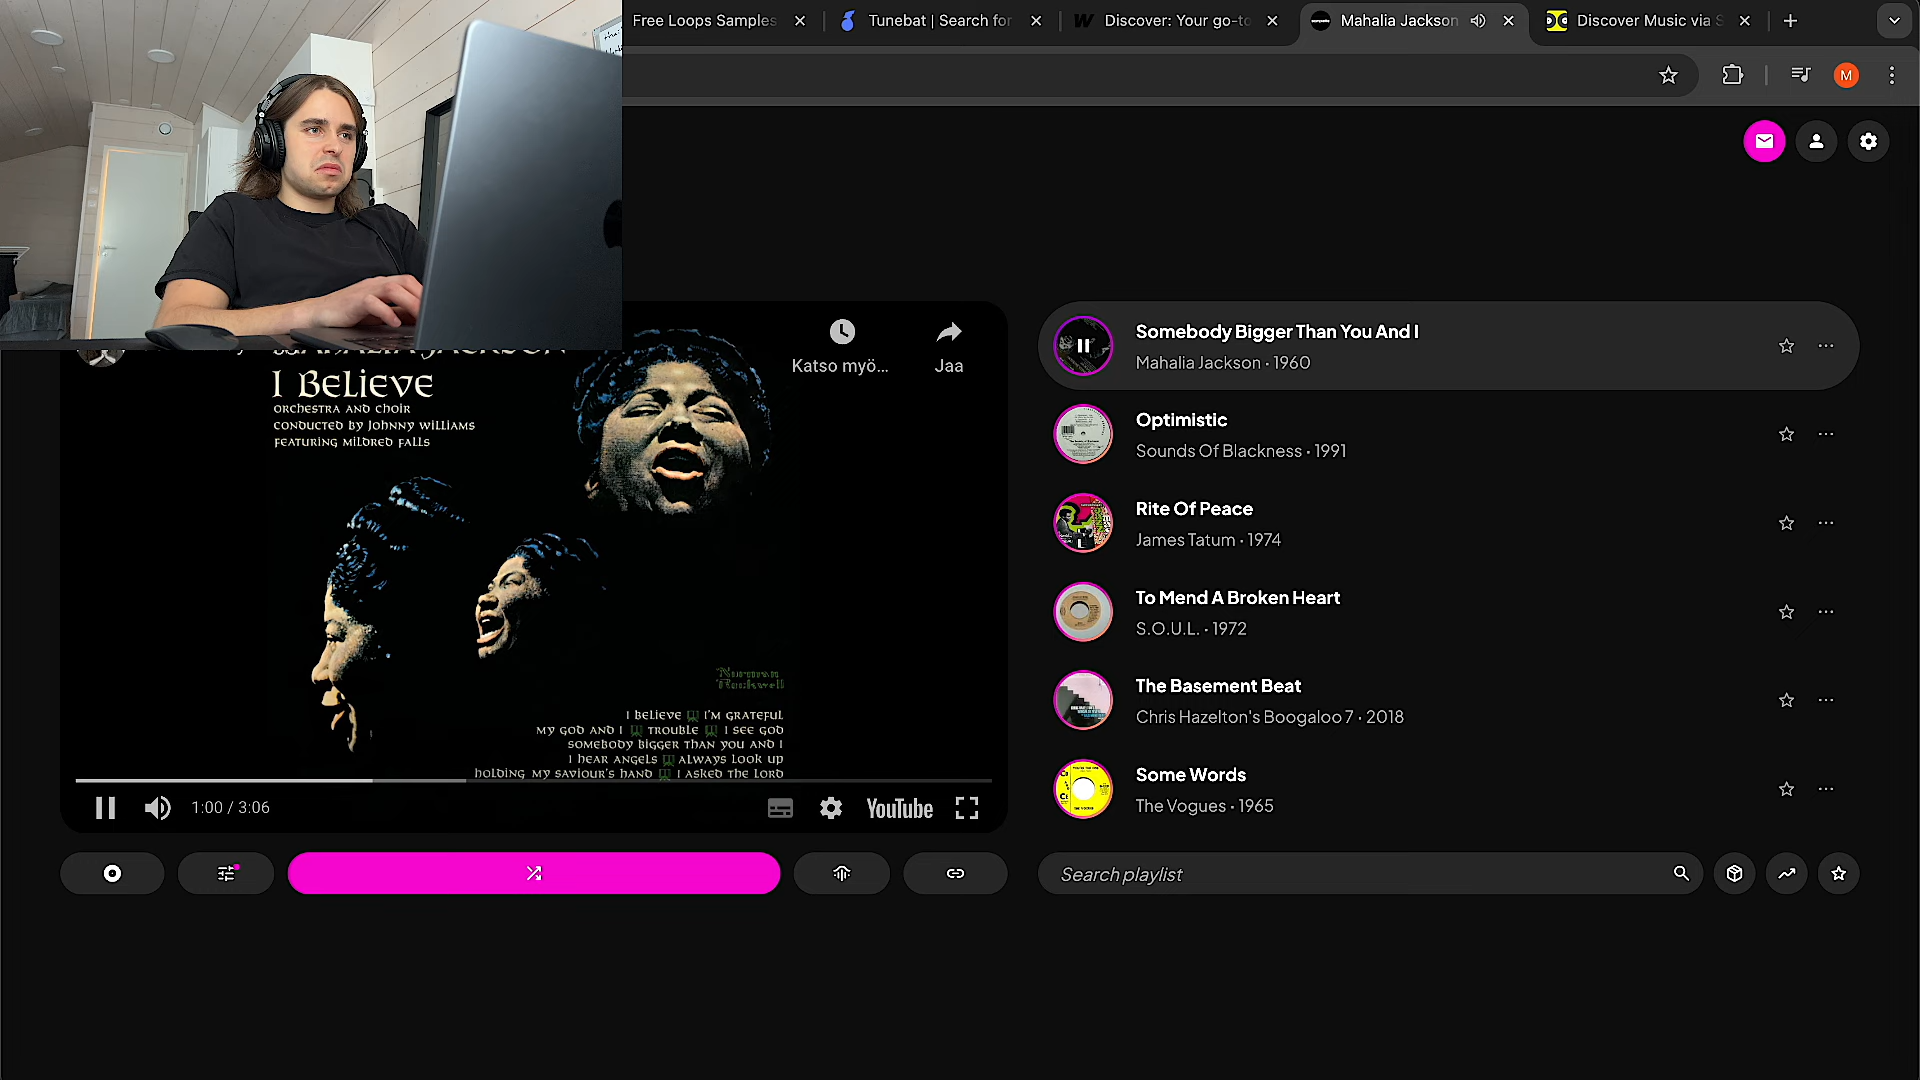 Free Loops Samples
Tunebat | Search for
Discover: Your go-to
Mahalia Jackson
Discover Music via S
M
I Believe
Orchestra and Choir
Conducted by Johnny Williams
Featuring Mildred Falls
Katso myö...
Jaa
Norman
Rockwell
I Believe I'm Grateful
My God and I Trouble I See God
Somebody Bigger Than You and I
I Hear Angels Always Look Up
Holding My Saviour's Hand I Asked the Lord
1:00 / 3:06
YouTube
Somebody Bigger Than You And I
Mahalia Jackson • 1960
Optimistic
Sounds Of Blackness • 1991
Rite Of Peace
James Tatum • 1974
To Mend A Broken Heart
S.O.U.L. • 1972
The Basement Beat
Chris Hazelton's Boogaloo 7 • 2018
Some Words
The Vogues • 1965
Search playlist